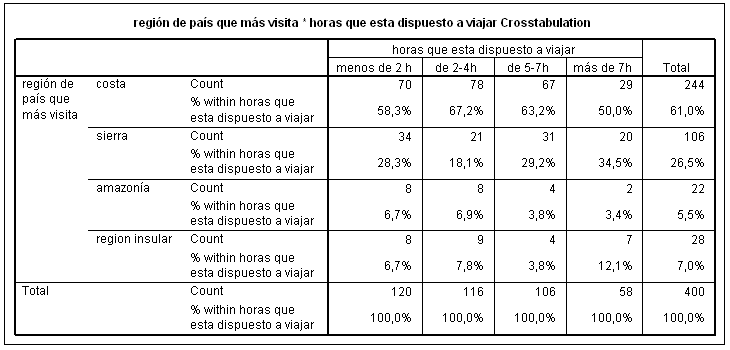 región de país que más visita * horas que esta dispuesto a viajar Crosstabulation
horas que esta dispuesto a viajar
menos de 2 h de 2-4h de 5-7h más de 7h Total
región de país que más visita costa Count 70 78 67 29 244
% within horas que esta dispuesto a viajar 58,3% 67,2% 63,2% 50,0% 61,0%
sierra Count 34 21 31 20 106
% within horas que esta dispuesto a viajar 28,3% 18,1% 29,2% 34,5% 26,5%
amazonía Count 8 8 4 2 22
% within horas que esta dispuesto a viajar 6,7% 6,9% 3,8% 3,4% 5,5%
region insular Count 8 9 4 7 28
% within horas que esta dispuesto a viajar 6,7% 7,8% 3,8% 12,1% 7,0%
Total Count 120 116 106 58 400
% within horas que esta dispuesto a viajar 100,0% 100,0% 100,0% 100,0% 100,0%